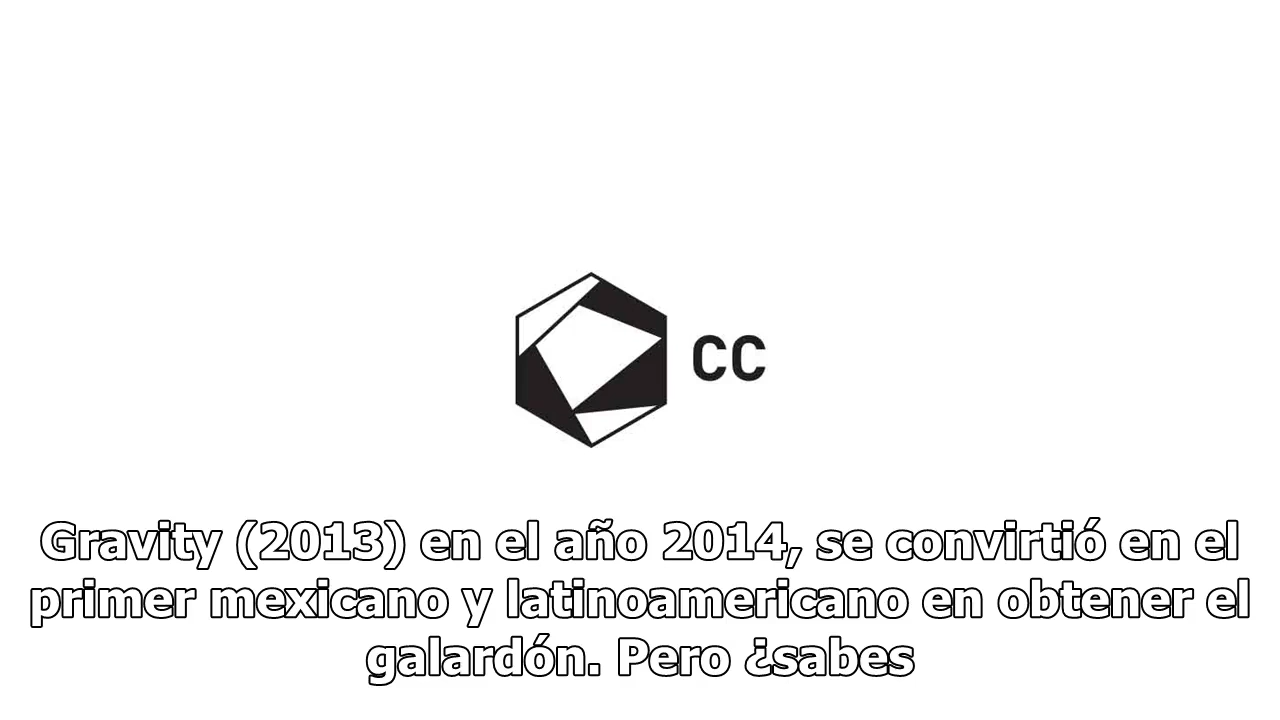 CC
Gravity (2013) en el año 2014, se convirtió en el
primer mexicano y latinoamericano en obtener el
galardón. Pero ¿sabes